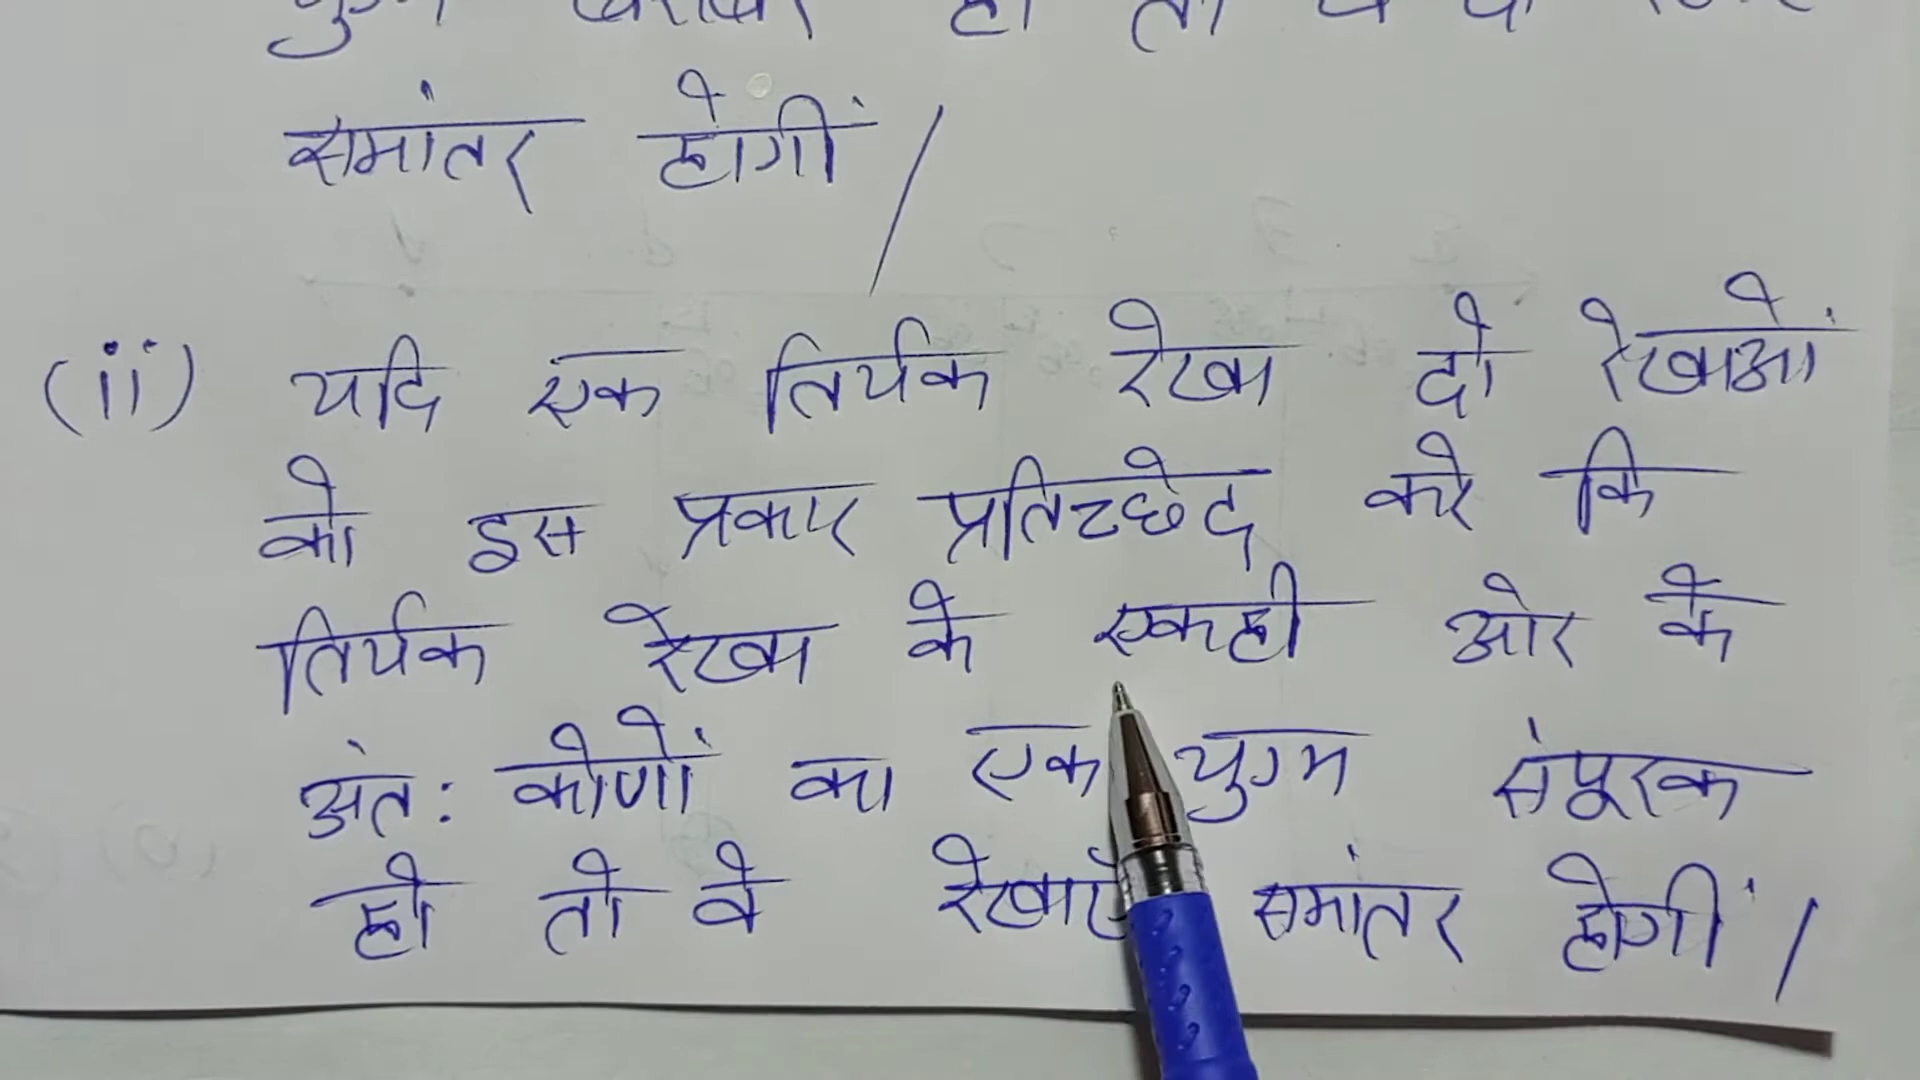 समांतर होगीं /
(ii) यदि एक तिर्यक रेखा दो रेखाओं
को इस प्रकार प्रतिच्छेद करे कि
तिर्यक रेखा के एकही ओर के
अंत: कोणों का एक युग्म संपूरक
हो तो वे रेखाएँ समांतर होगीं /